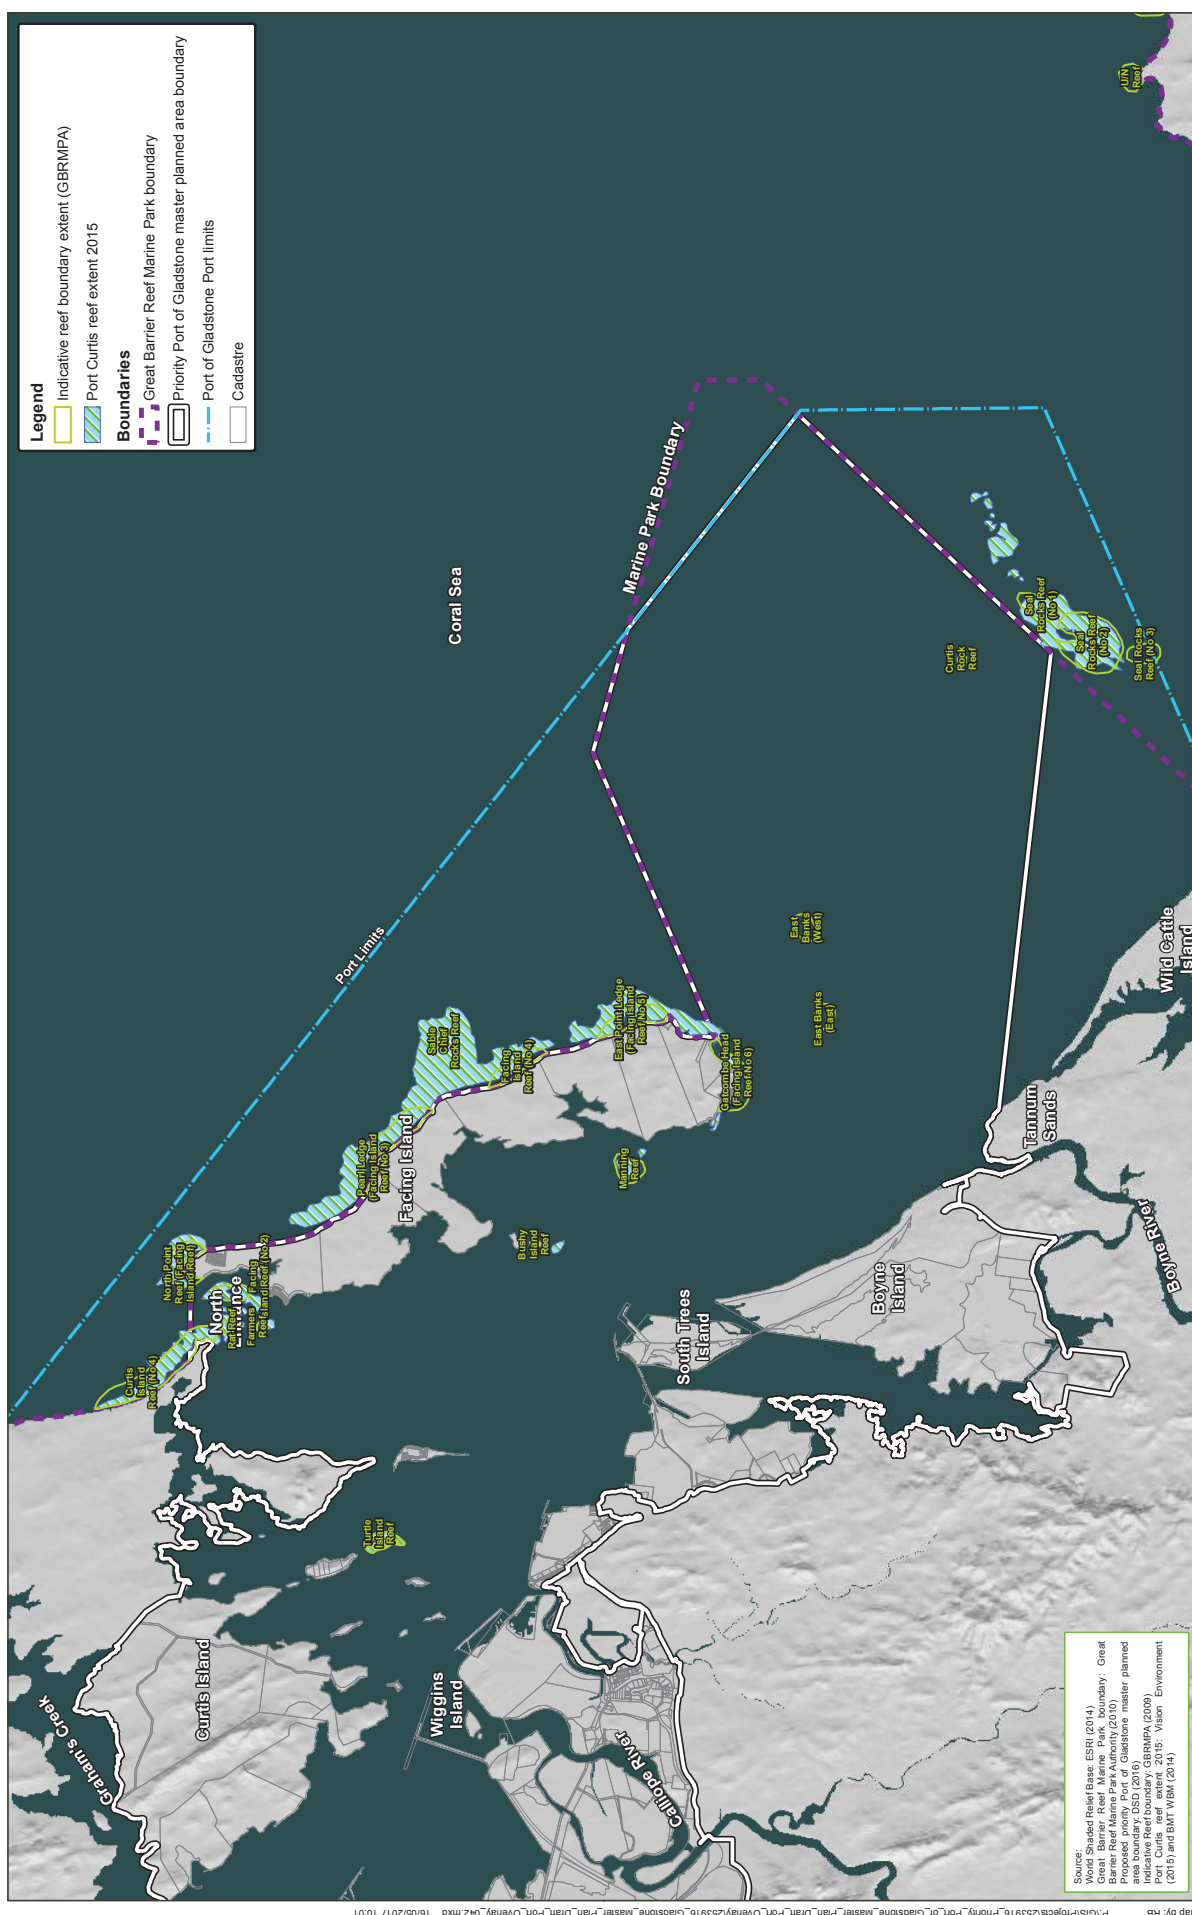 Legend
Indicative reef boundary extent (GBRMPA)
Port Curtis reef extent 2015
Boundaries
Great Barrier Reef Marine Park boundary
Priority Port of Gladstone master planned area boundary
Port of Gladstone Port limits
Cadastre
U/N
Reef
Coral Sea
Marine Park Boundary
Port Limits
Curtis
Rock
Reef
Seal
Rocks Reef
(No 1)
Seal
Rocks Reef
(No 2)
Seal Rocks
Reef (No 3)
East
Banks
(West)
East Banks
(East)
Wild Cattle
Island
Sable
Chief
Rocks Reef
Facing
Island
Reef (No 4)
East Point Ledge
(Facing Island
Reef No 5)
Gatcombe Head
(Facing Island
Reef No 6)
Pearl Ledge
(Facing Island
Reef No 3)
Facing Island
Manning
Reef
Bushy
Island
Reef
Tannum
Sands
North Point
Reef (Facing
Island Reef)
North
Entrance
Rat Reef
Farmers
Reef
Facing
Island Reef (No 2)
Curtis
Island
Reef (No 4)
South Trees
Island
Boyne
Island
Boyne River
Turtle
Island
Reef
Graham's Creek
Curtis Island
Wiggins
Island
Calliope River
Source:
World Shaded Relief Base: ESRI (2014)
Great Barrier Reef Marine Park boundary: Great
Barrier Reef Marine Park Authority (2010)
Proposed priority Port of Gladstone master planned
area boundary: DSD (2016)
Indicative Reef boundary: GBRMPA (2009)
Port Curtis reef extent 2015: Vision Environment
(2015) and BMT WBM (2014)